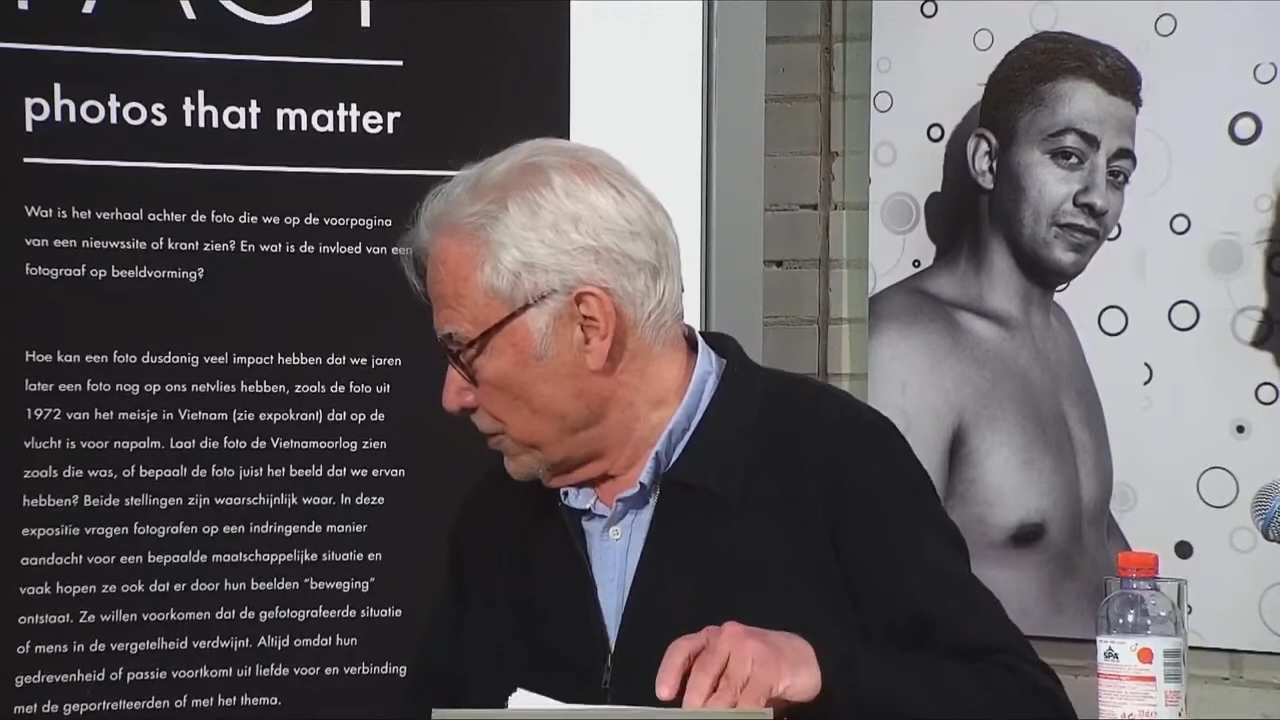 photos that matter
Wat is het verhaal achter de foto die we op de voorpagina
van een nieuwssite of krant zien? En wat is de invloed van een
fotograaf op beeldvorming?
Hoe kan een foto dusdanig veel impact hebben dat we jaren
later een foto nog op ons netvlies hebben, zoals de foto uit
1972 van het meisje in Vietnam (zie expokrant) dat op de
vlucht is voor napalm. Laat die foto de Vietnamoorlog zien
zoals die was, of bepaalt de foto juist het beeld dat we ervan
hebben? Beide stellingen zijn waarschijnlijk waar. In deze
expositie vragen fotografen op een indringende manier
aandacht voor een bepaalde maatschappelijke situatie en
vaak hopen ze ook dat er door hun beelden “beweging”
ontstaat. Ze willen voorkomen dat de gefotografeerde situatie
of mens in de vergetelheid verdwijnt. Altijd omdat hun
gedrevenheid of passie voortkomt uit liefde voor en verbinding
met de geportretteerden of met het thema.
SPA